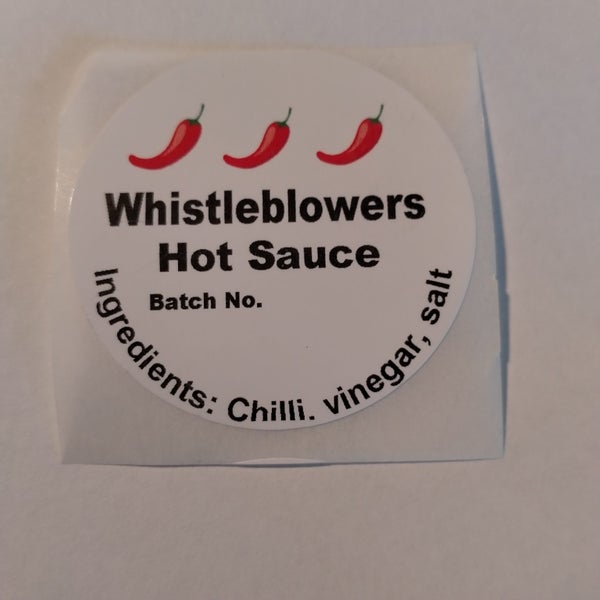 Whistleblowers
Hot Sauce
Batch No.
Ingredients: Chilli. vinegar, salt